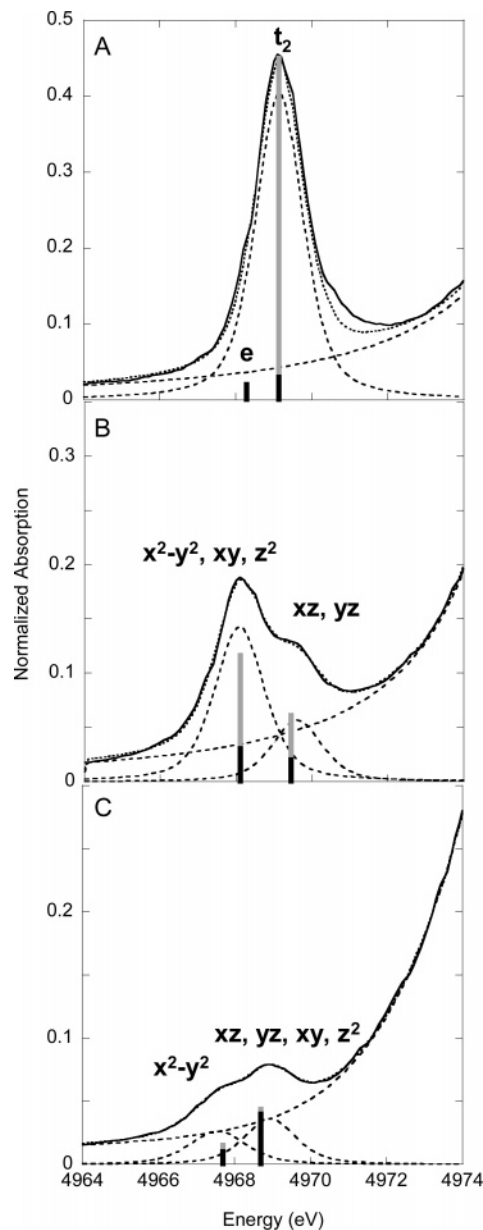 A
t₂
0.5
0.4
0.3
0.2
0.1
0
e
B
x²-y², xy, z²
xz, yz
0.3
0.2
0.1
0
Normalized Absorption
C
xz, yz, xy, z²
x²-y²
0.2
0.1
0
4964 4966 4968 4970 4972 4974
Energy (eV)